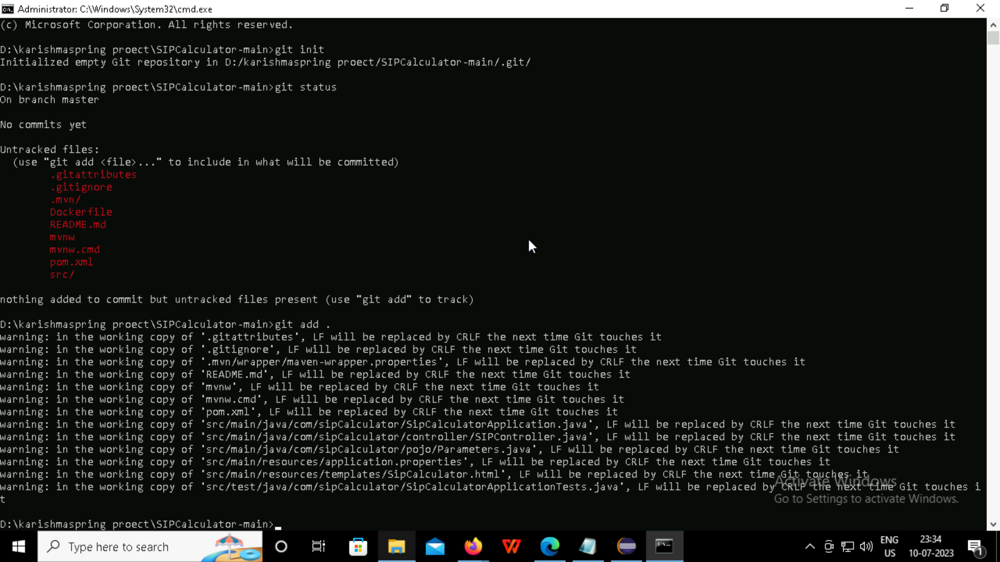 Administrator: C:\Windows\System32\cmd.exe
(c) Microsoft Corporation. All rights reserved.
D:\karishmaspring proect\SIPCalculator-main>git init
Initialized empty Git repository in D:/karishmaspring proect/SIPCalculator-main/.git/
D:\karishmaspring proect\SIPCalculator-main>git status
On branch master
No commits yet
Untracked files:
(use "git add <file>..." to include in what will be committed)
.gitattributes
.gitignore
.mvn/
Dockerfile
README.md
mvnw
mvnw.cmd
pom.xml
src/
nothing added to commit but untracked files present (use "git add" to track)
D:\karishmaspring proect\SIPCalculator-main>git add .
warning: in the working copy of '.gitattributes', LF will be replaced by CRLF the next time Git touches it
warning: in the working copy of '.gitignore', LF will be replaced by CRLF the next time Git touches it
warning: in the working copy of '.mvn/wrapper/maven-wrapper.properties', LF will be replaced by CRLF the next time Git touches it
warning: in the working copy of 'README.md', LF will be replaced by CRLF the next time Git touches it
warning: in the working copy of 'mvnw', LF will be replaced by CRLF the next time Git touches it
warning: in the working copy of 'mvnw.cmd', LF will be replaced by CRLF the next time Git touches it
warning: in the working copy of 'pom.xml', LF will be replaced by CRLF the next time Git touches it
warning: in the working copy of 'src/main/java/com/sipCalculator/SipCalculatorApplication.java', LF will be replaced by CRLF the next time Git touches it
warning: in the working copy of 'src/main/java/com/sipCalculator/controller/SIPController.java', LF will be replaced by CRLF the next time Git touches it
warning: in the working copy of 'src/main/java/com/sipCalculator/pojo/Parameters.java', LF will be replaced by CRLF the next time Git touches it
warning: in the working copy of 'src/main/resources/application.properties', LF will be replaced by CRLF the next time Git touches it
warning: in the working copy of 'src/main/resources/templates/SipCalculator.html', LF will be replaced by CRLF the next time Git touches it
warning: in the working copy of 'src/test/java/com/sipCalculator/SipCalculatorApplicationTests.java', LF will be replaced by CRLF the next time Git touches i
t
Activate Windows
Go to Settings to activate Windows.
D:\karishmaspring proect\SIPCalculator-main>
Type here to search
ENG
US
23:34
10-07-2023
1